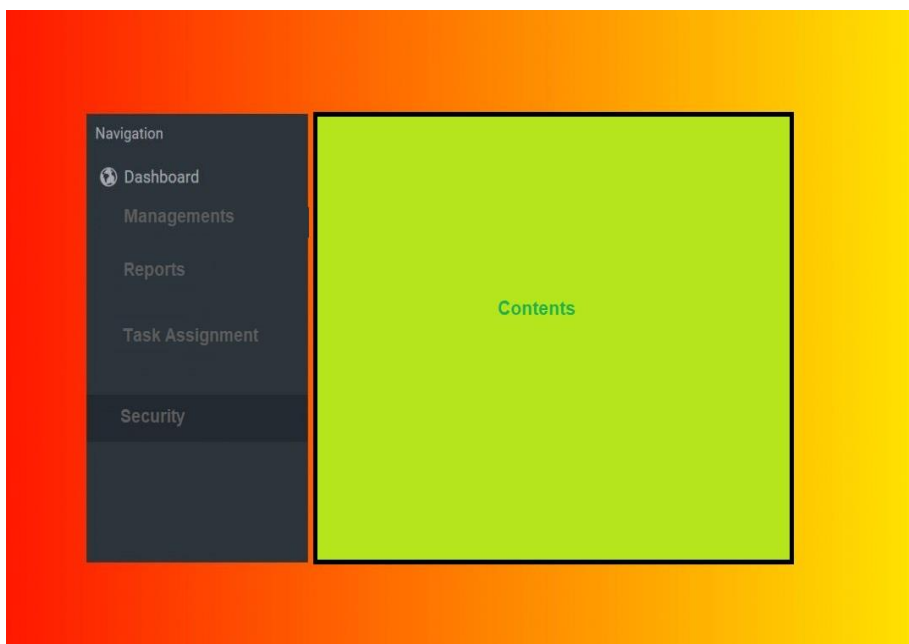 Navigation
Dashboard
Managements
Reports
Task Assignment
Security
Contents